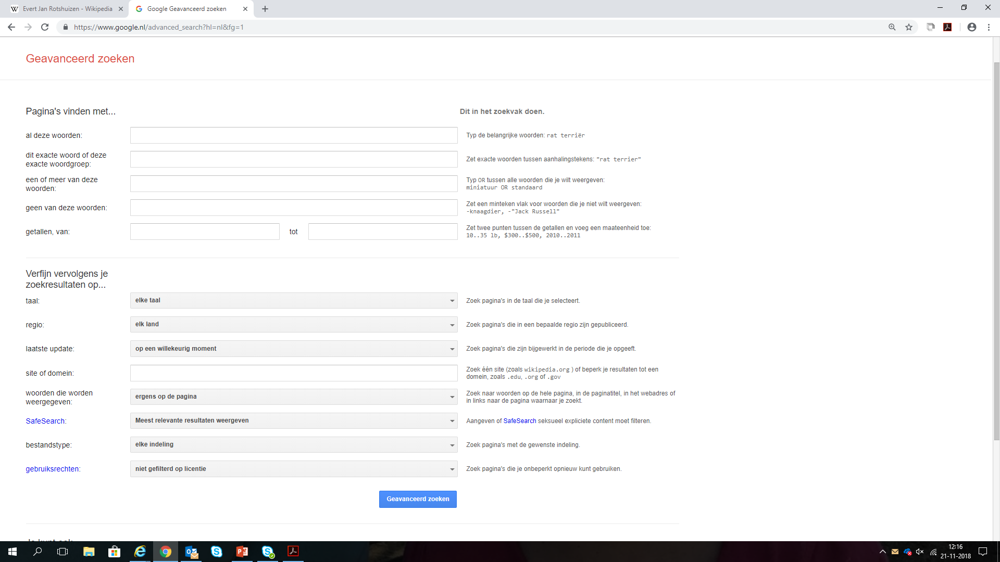 Evert Jan Rotshuizen - Wikipedia
Google Geavanceerd zoeken
https://www.google.nl/advanced_search?hl=nl&fg=1
Geavanceerd zoeken
Pagina's vinden met...
Dit in het zoekvak doen.
al deze woorden:
Typ de belangrijke woorden: rat terriër
dit exacte woord of deze
exacte woordgroep:
Zet exacte woorden tussen aanhalingstekens: "rat terrier"
een of meer van deze
woorden:
Typ OR tussen alle woorden die je wilt weergeven:
miniatuur OR standaard
geen van deze woorden:
Zet een minteken vlak voor woorden die je niet wilt weergeven:
-knaagdier, -"Jack Russell"
getallen, van:
tot
Zet twee punten tussen de getallen en voeg een maateenheid toe:
10..35 lb, $300..$500, 2010..2011
Verfijn vervolgens je
zoekresultaten op...
taal:
elke taal
Zoek pagina's in de taal die je selecteert.
regio:
elk land
Zoek pagina's die in een bepaalde regio zijn gepubliceerd.
laatste update:
op een willekeurig moment
Zoek pagina's die zijn bijgewerkt in de periode die je opgeeft.
site of domein:
Zoek één site (zoals wikipedia.org ) of beperk je resultaten tot een
domein, zoals .edu, .org of .gov
woorden die worden
weergegeven:
ergens op de pagina
Zoek naar woorden op de hele pagina, in de paginatitel, in het webadres of
in links naar de pagina waarnaar je zoekt.
SafeSearch:
Meest relevante resultaten weergeven
Aangeven of SafeSearch seksueel expliciete content moet filteren.
bestandstype:
elke indeling
Zoek pagina's met de gewenste indeling.
gebruiksrechten:
niet gefilterd op licentie
Zoek pagina's die je onbeperkt opnieuw kunt gebruiken.
Geavanceerd zoeken
12:16
21-11-2018